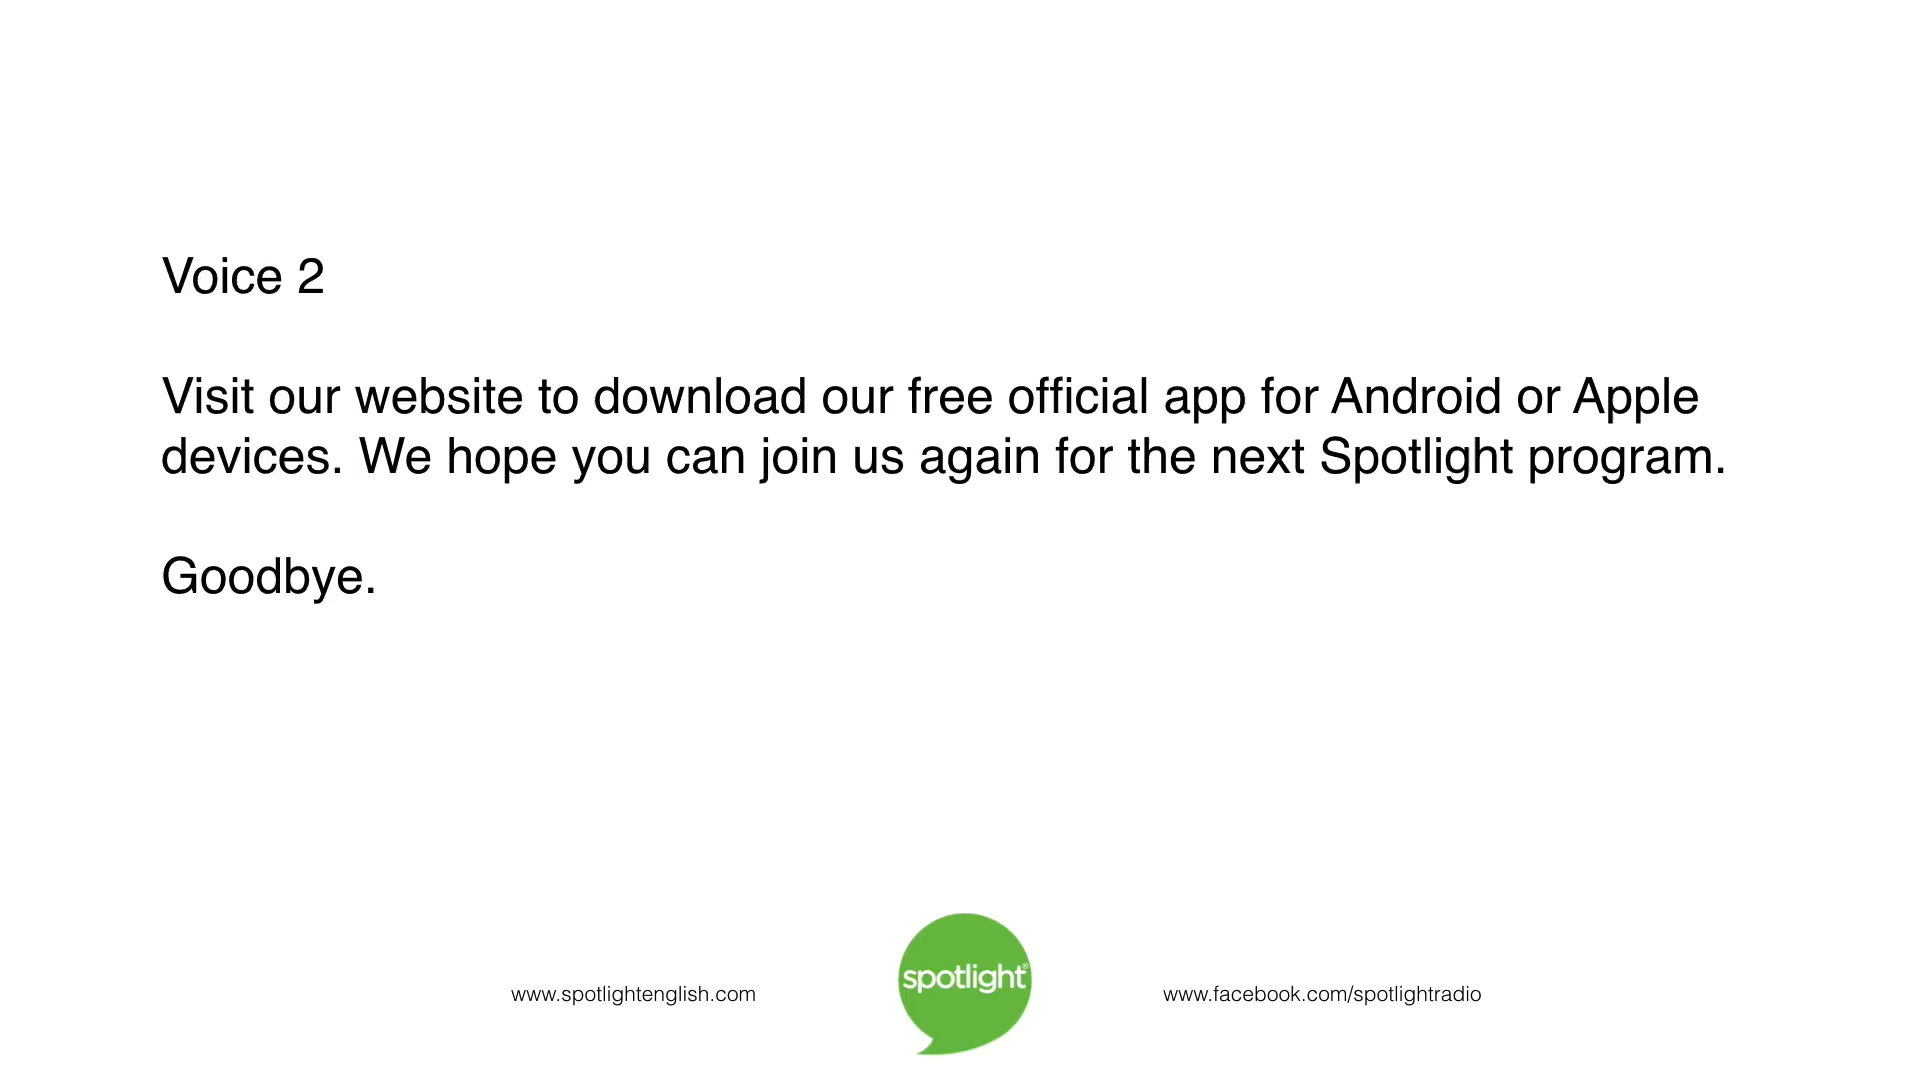 Voice 2
Visit our website to download our free official app for Android or Apple
devices. We hope you can join us again for the next Spotlight program.
Goodbye.
www.spotlightenglish.com
spotlight®
www.facebook.com/spotlightradio